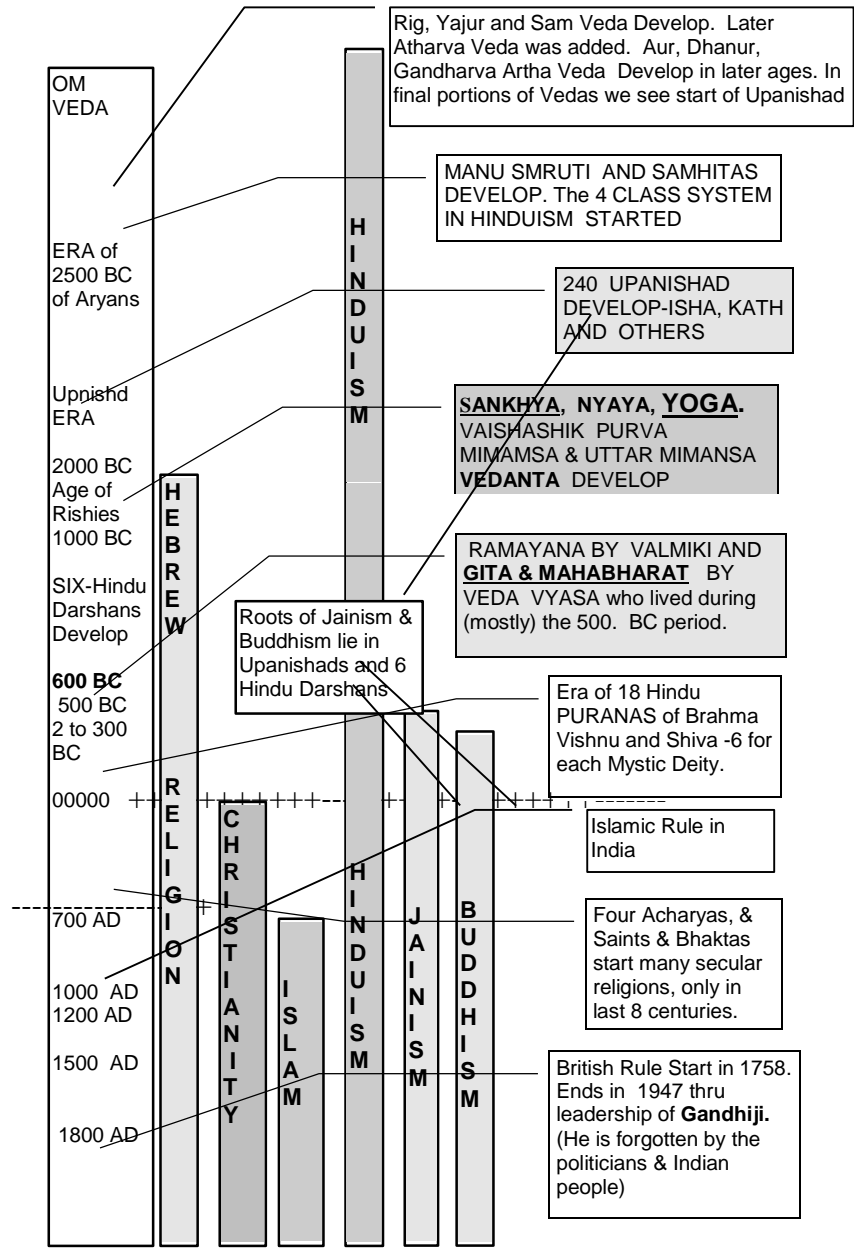 Rig, Yajur and Sam Veda Develop. Later
Atharva Veda was added. Aur, Dhanur,
Gandharva Artha Veda Develop in later ages. In
final portions of Vedas we see start of Upanishad
OM
VEDA
MANU SMRUTI AND SAMHITAS
DEVELOP. The 4 CLASS SYSTEM
IN HINDUISM STARTED
ERA of
2500 BC
of Aryans
240 UPANISHAD
DEVELOP-ISHA, KATH
AND OTHERS
Upnishd
ERA
SANKHYA, NYAYA, YOGA.
VAISHASHIK PURVA
MIMAMSA & UTTAR MIMANSA
VEDANTA DEVELOP
2000 BC
Age of
Rishies
1000 BC
RAMAYANA BY VALMIKI AND
GITA & MAHABHARAT BY
VEDA VYASA who lived during
(mostly) the 500. BC period.
SIX-Hindu
Darshans
Develop
Roots of Jainism &
Buddhism lie in
Upanishads and 6
Hindu Darshans
600 BC
500 BC
2 to 300
BC
Era of 18 Hindu
PURANAS of Brahma
Vishnu and Shiva -6 for
each Mystic Deity.
00000
Islamic Rule in
India
700 AD
Four Acharyas, &
Saints & Bhaktas
start many secular
religions, only in
last 8 centuries.
1000 AD
1200 AD
1500 AD
1800 AD
British Rule Start in 1758.
Ends in 1947 thru
leadership of Gandhiji.
(He is forgotten by the
politicians & Indian
people)
HEBREW RELIGION
CHRISTIANITY
ISLAM
HINDUISM
HINDUISM
JAINISM
BUDDHISM